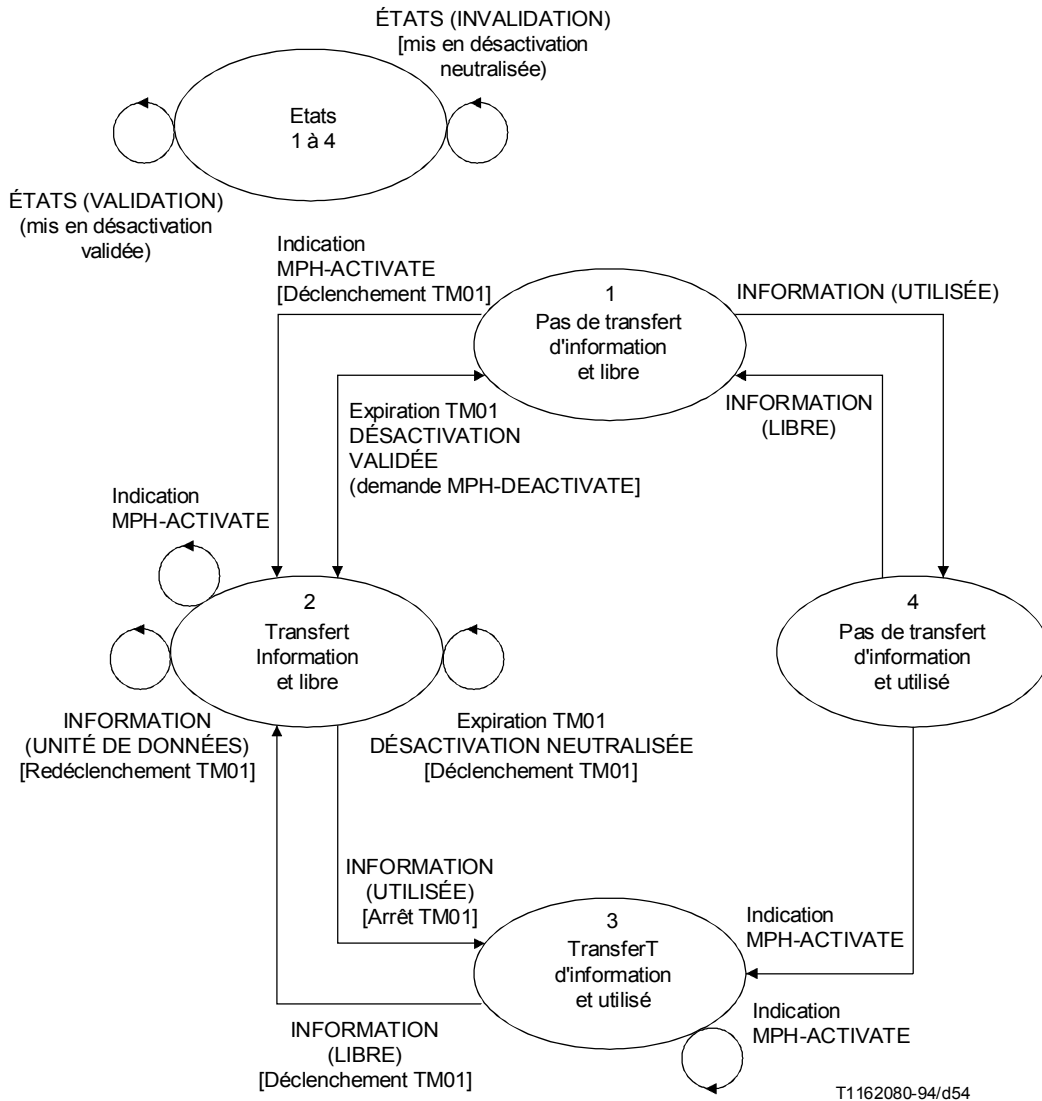 ÉTATS (INVALIDATION)
[mis en désactivation
neutralisée)
Etats
1 à 4
ÉTATS (VALIDATION)
(mis en désactivation
validée)
Indication
MPH-ACTIVATE
[Déclenchement TM01]
1
Pas de transfert
d'information
et libre
INFORMATION (UTILISÉE)
Expiration TM01
DÉSACTIVATION
VALIDÉE
(demande MPH-DEACTIVATE]
INFORMATION
(LIBRE)
Indication
MPH-ACTIVATE
2
Transfert
Information
et libre
4
Pas de transfert
d'information
et utilisé
INFORMATION
(UNITÉ DE DONNÉES)
[Redéclenchement TM01]
Expiration TM01
DÉSACTIVATION NEUTRALISÉE
[Déclenchement TM01]
INFORMATION
(UTILISÉE)
[Arrêt TM01]
3
TransferT
d'information
et utilisé
Indication
MPH-ACTIVATE
INFORMATION
(LIBRE)
[Déclenchement TM01]
Indication
MPH-ACTIVATE
T1162080-94/d54